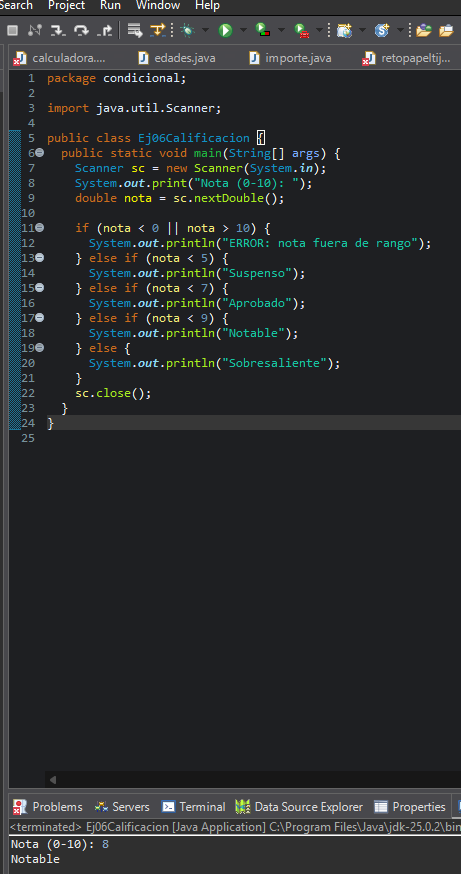 Search Project Run Window Help
calculadora.... edades.java importe.java retopapeltij...
1 package condicional;
2
3 import java.util.Scanner;
4
5 public class Ej06Calificacion {
6 public static void main(String[] args) {
7 Scanner sc = new Scanner(System.in);
8 System.out.print("Nota (0-10): ");
9 double nota = sc.nextDouble();
10
11 if (nota < 0 || nota > 10) {
12 System.out.println("ERROR: nota fuera de rango");
13 } else if (nota < 5) {
14 System.out.println("Suspenso");
15 } else if (nota < 7) {
16 System.out.println("Aprobado");
17 } else if (nota < 9) {
18 System.out.println("Notable");
19 } else {
20 System.out.println("Sobresaliente");
21 }
22 sc.close();
23 }
24 }
25
Problems Servers Terminal Data Source Explorer Properties
<terminated> Ej06Calificacion [Java Application] C:\Program Files\Java\jdk-25.0.2\bin
Nota (0-10): 8
Notable